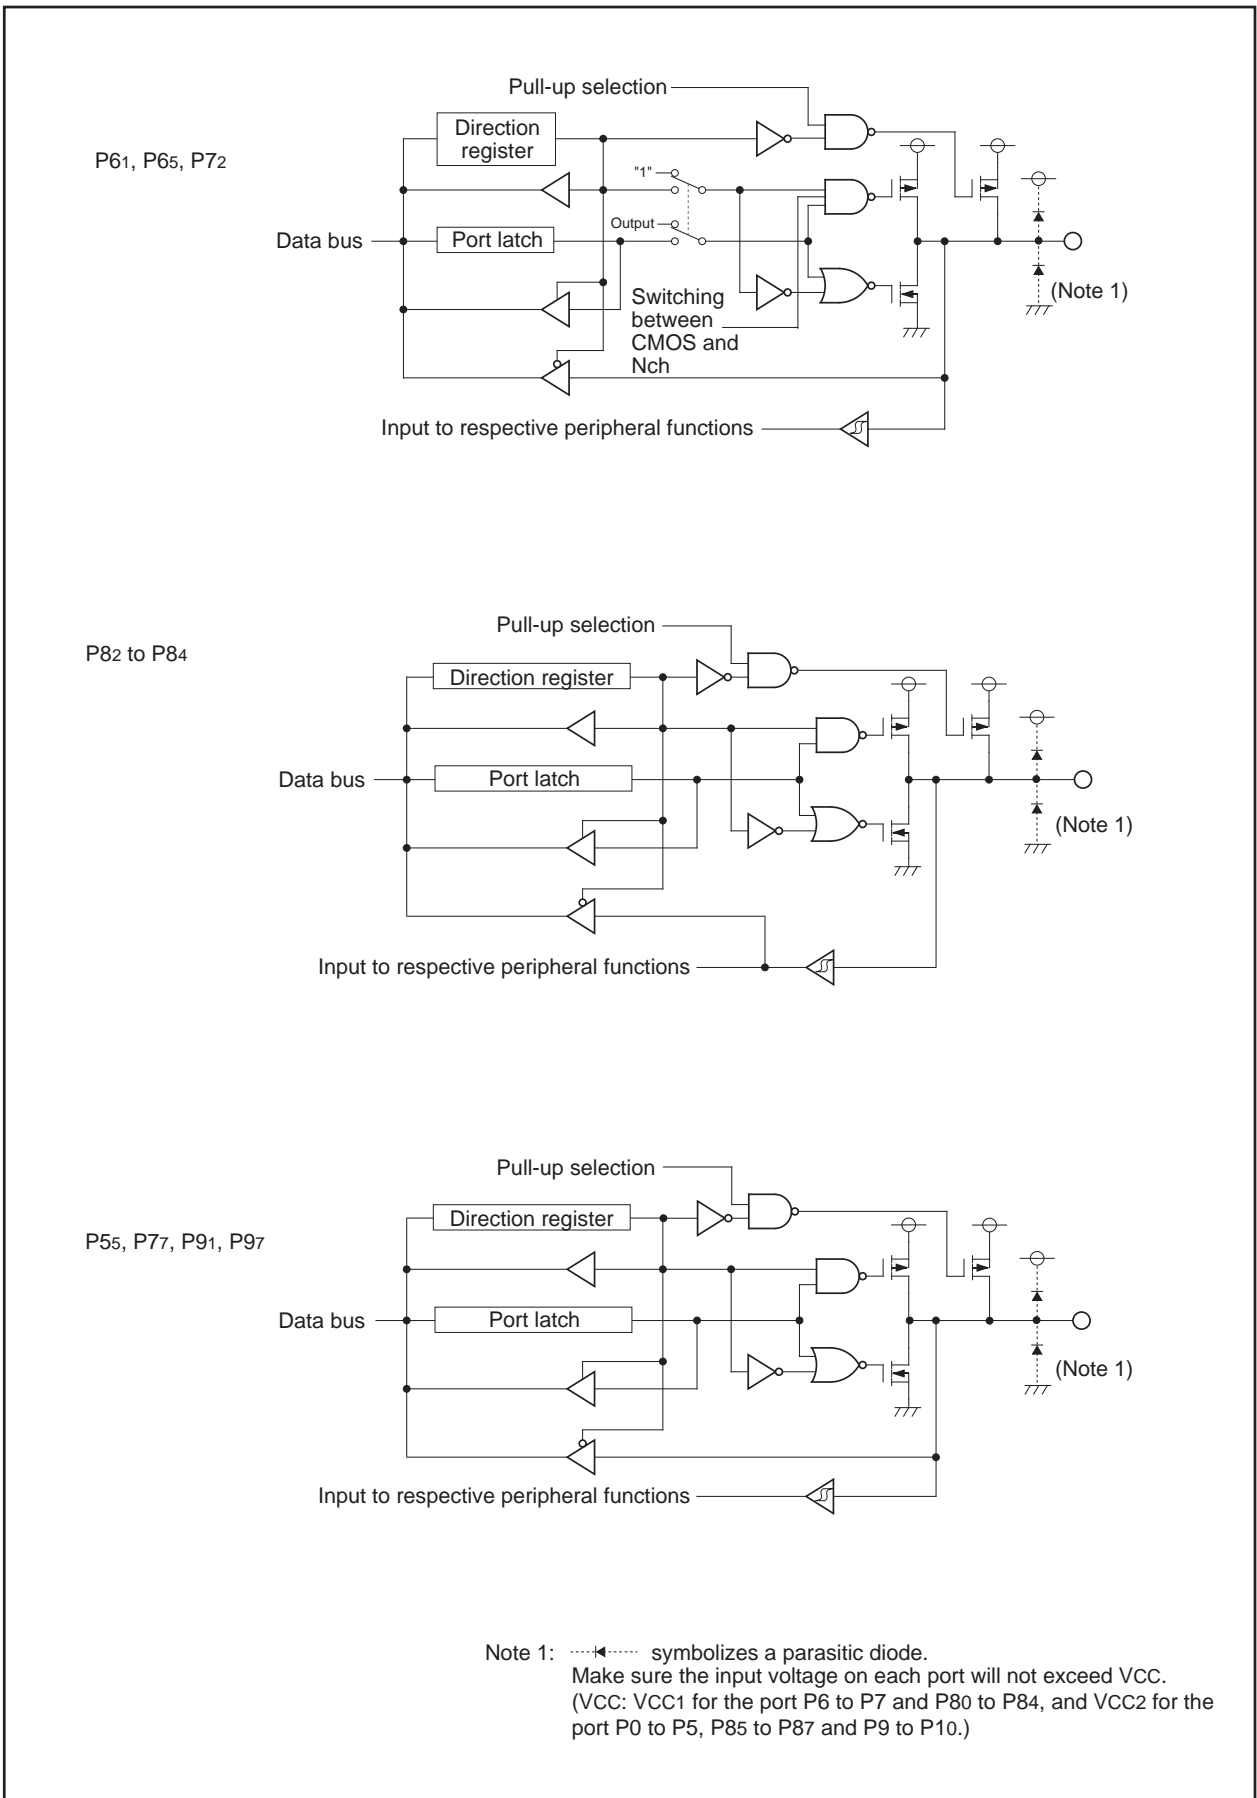 Pull-up selection
Direction
register
P61, P65, P72
"1"
Output
Data bus
Port latch
Switching
between
CMOS and
Nch
(Note 1)
Input to respective peripheral functions
Pull-up selection
P82 to P84
Direction register
Data bus
Port latch
(Note 1)
Input to respective peripheral functions
Pull-up selection
Direction register
P55, P77, P91, P97
Data bus
Port latch
(Note 1)
Input to respective peripheral functions
Note 1: symbolizes a parasitic diode.
Make sure the input voltage on each port will not exceed VCC.
(VCC: VCC1 for the port P6 to P7 and P80 to P84, and VCC2 for the
port P0 to P5, P85 to P87 and P9 to P10.)